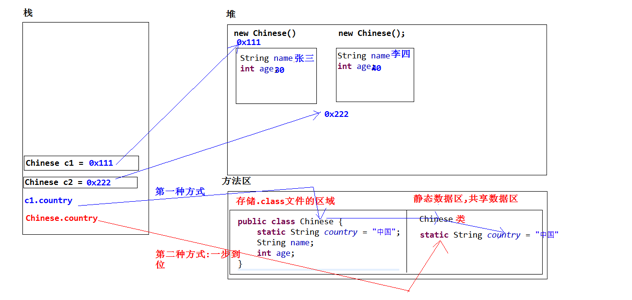 栈
堆
new Chinese()
new Chinese();
0x111
String name 张三
int age 30
String name 李四
int age 40
0x222
Chinese c1 = 0x111
Chinese c2 = 0x222
c1.country
Chinese.country
第一种方式
第二种方式:一步到
位
方法区
存储.class文件的区域
静态数据区,共享数据区
public class Chinese {
static String country = "中国";
String name;
int age;
}
Chinese 类
static String country = "中国"